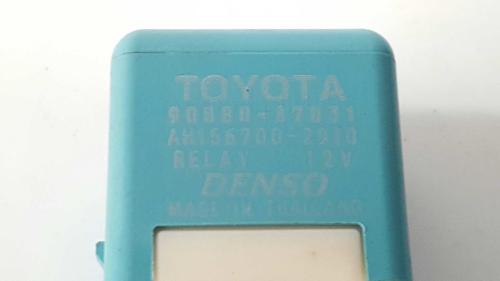 TOYOTA
90080-87031
AH156700-2910
RELAY 12V
DENSO
MADE IN THAILAND